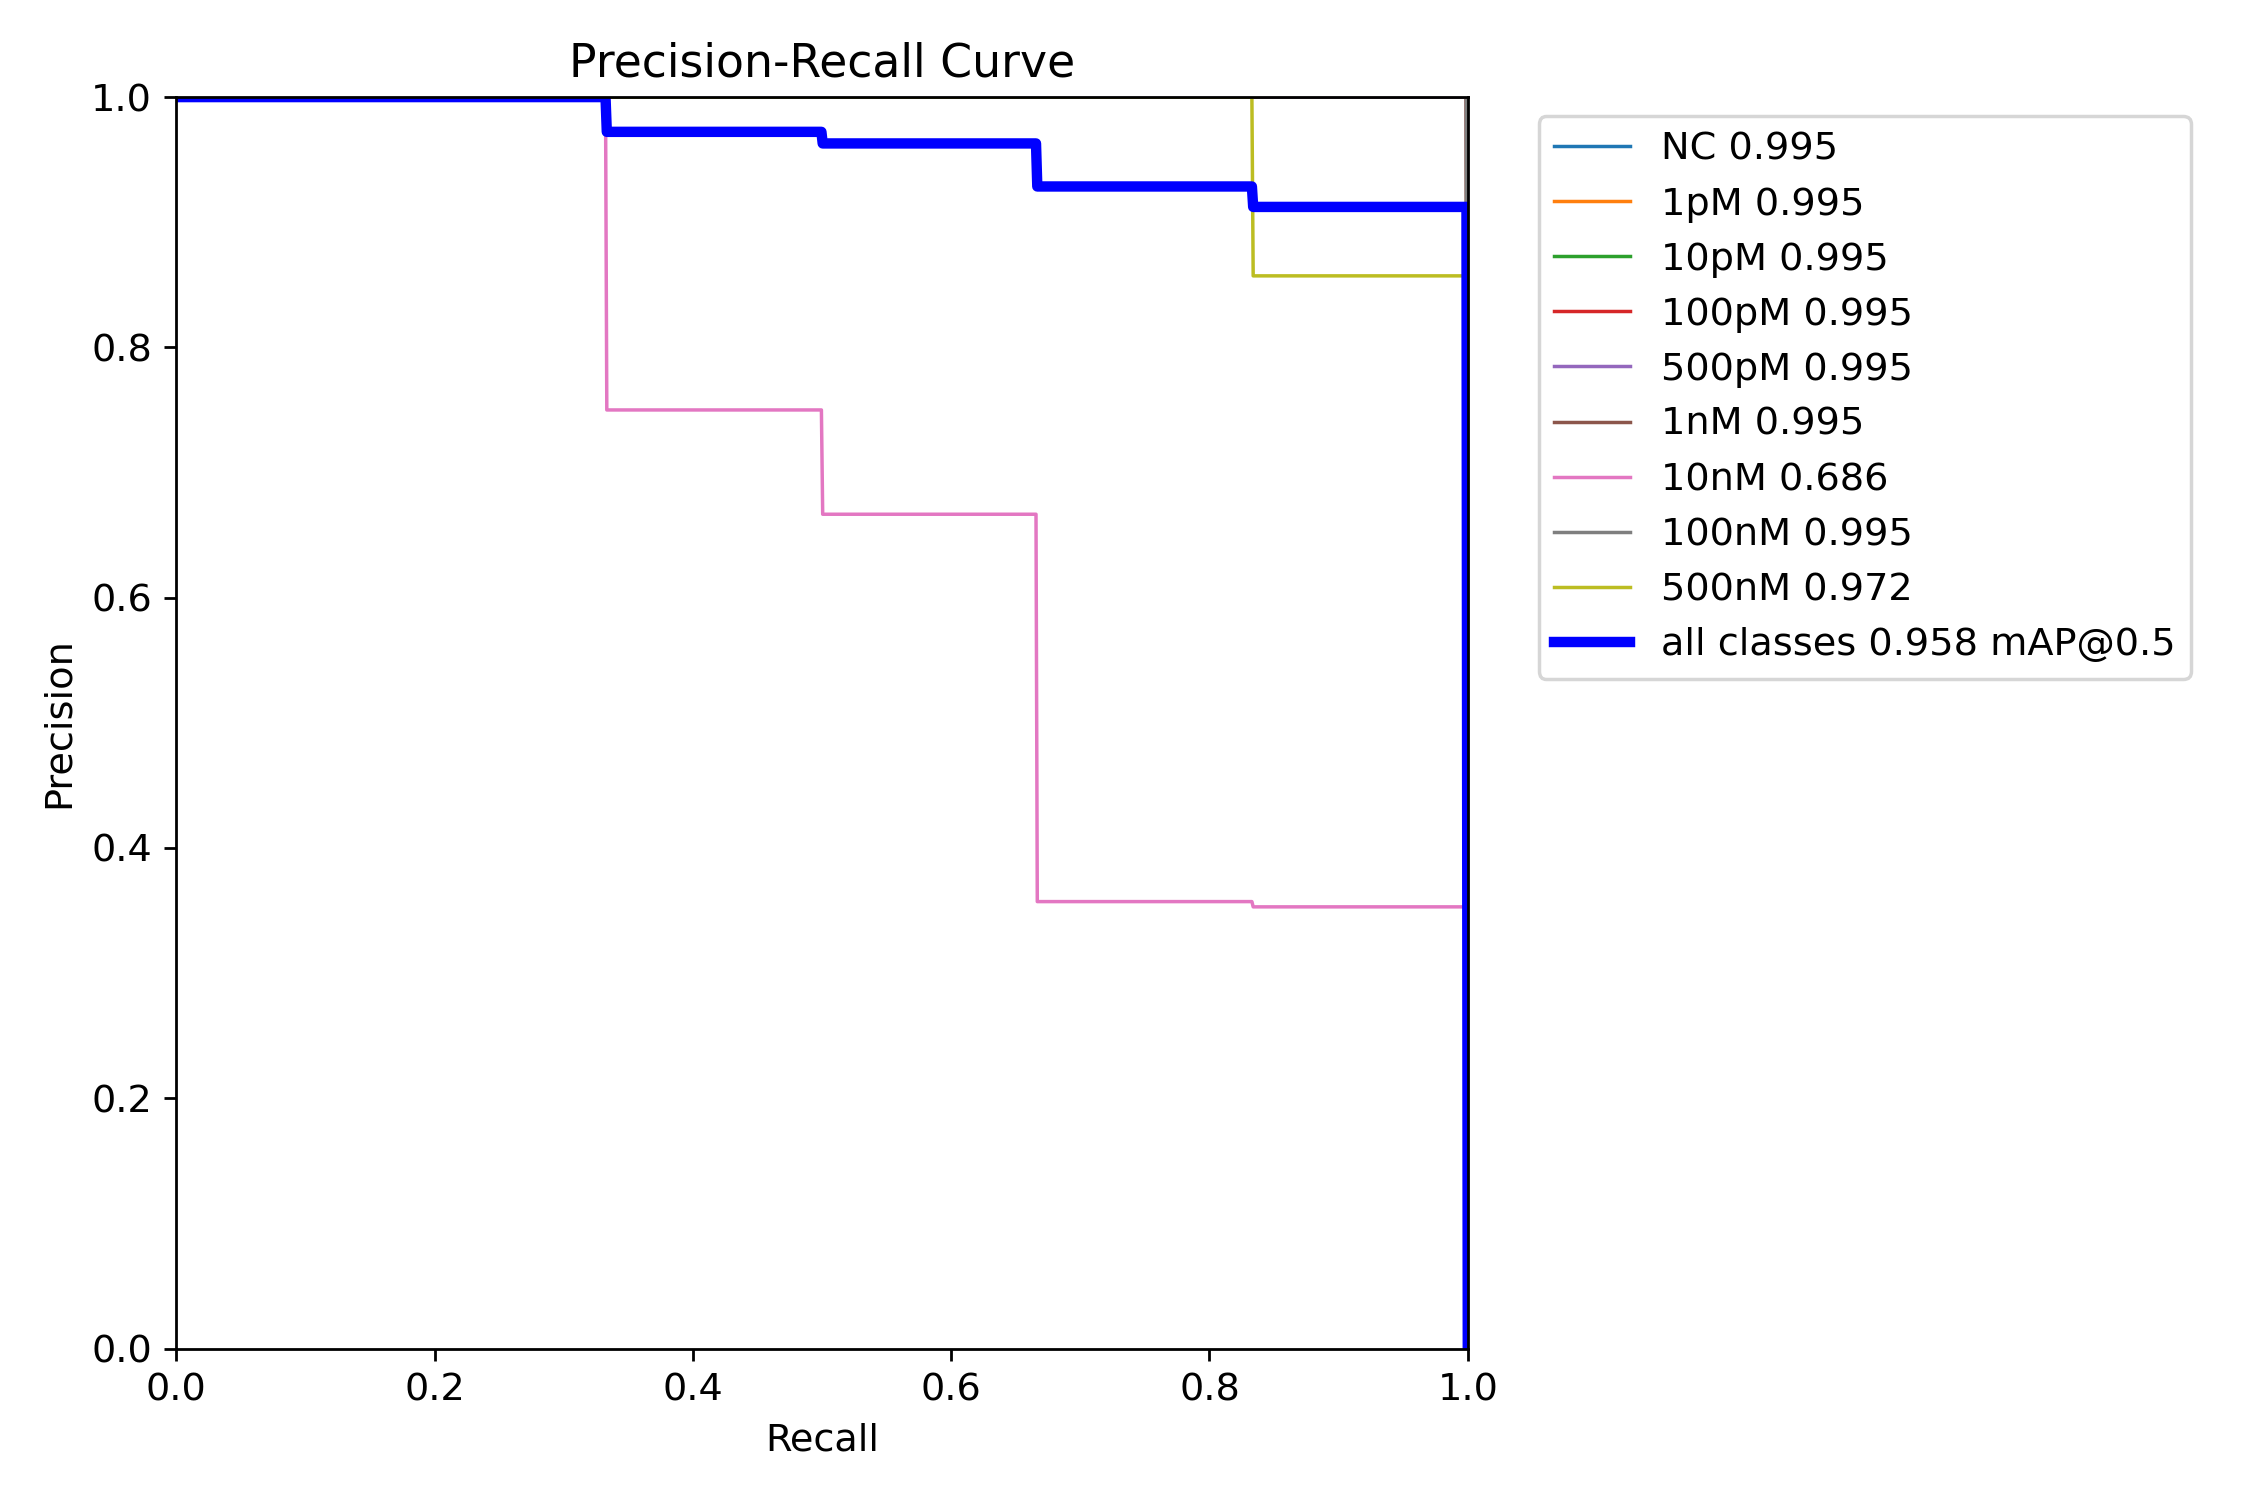 Precision-Recall Curve
1.0
0.8
0.6
0.4
0.2
0.0
Precision
0.0 0.2 0.4 0.6 0.8 1.0
Recall
NC 0.995
1pM 0.995
10pM 0.995
100pM 0.995
500pM 0.995
1nM 0.995
10nM 0.686
100nM 0.995
500nM 0.972
all classes 0.958 mAP@0.5